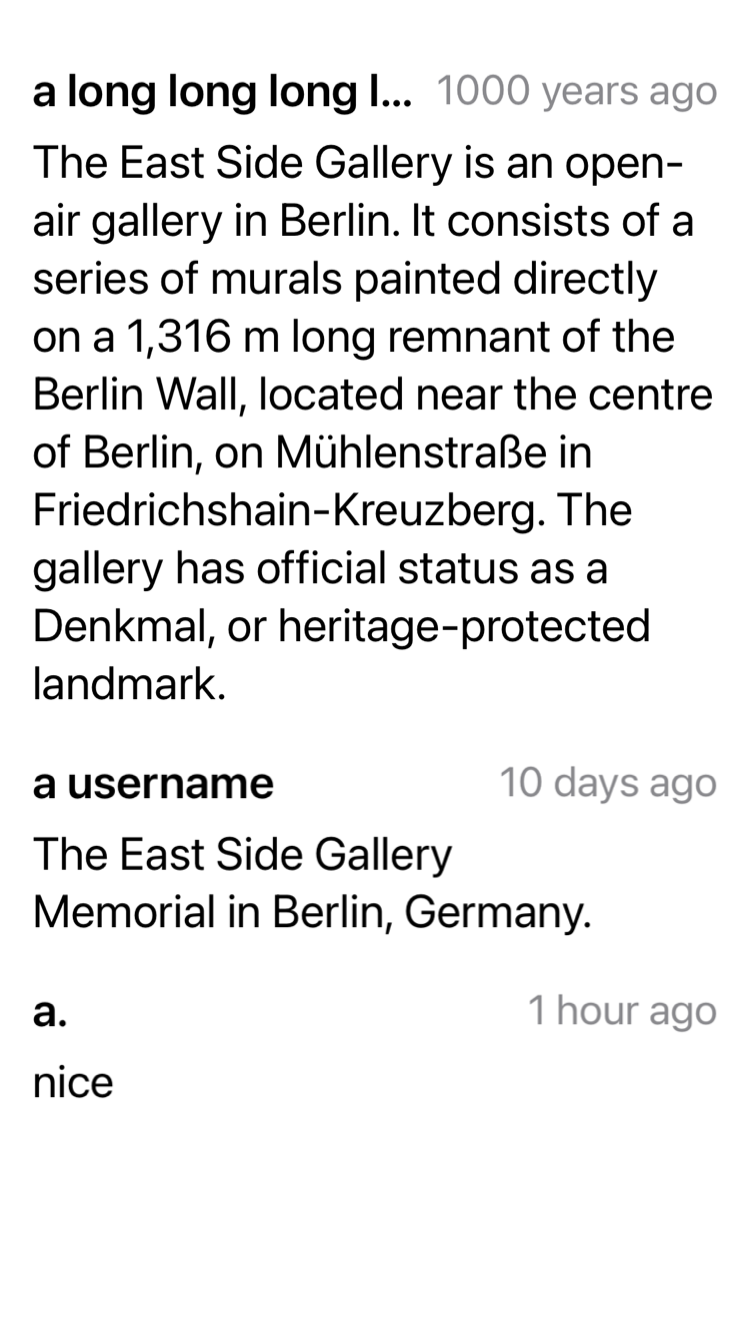 a long long long l... 1000 years ago
The East Side Gallery is an open-
air gallery in Berlin. It consists of a
series of murals painted directly
on a 1,316 m long remnant of the
Berlin Wall, located near the centre
of Berlin, on Mühlenstraße in
Friedrichshain-Kreuzberg. The
gallery has official status as a
Denkmal, or heritage-protected
landmark.
a username 10 days ago
The East Side Gallery
Memorial in Berlin, Germany.
a. 1 hour ago
nice